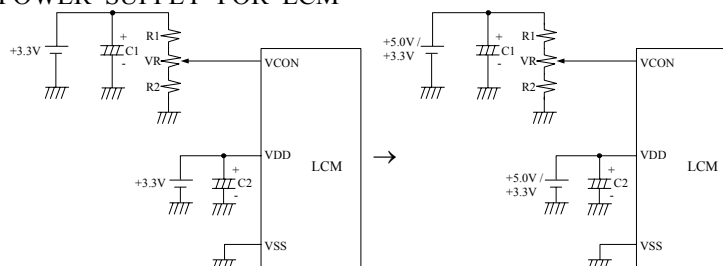 POWER SUPPLY FOR LCM
+3.3V
+
C1
-
R1
VR
R2
VCON
+3.3V
+
C2
-
VDD
LCM
VSS
→
+5.0V /
+3.3V
+
C1
-
R1
VR
R2
VCON
+5.0V /
+3.3V
+
C2
-
VDD
LCM
VSS